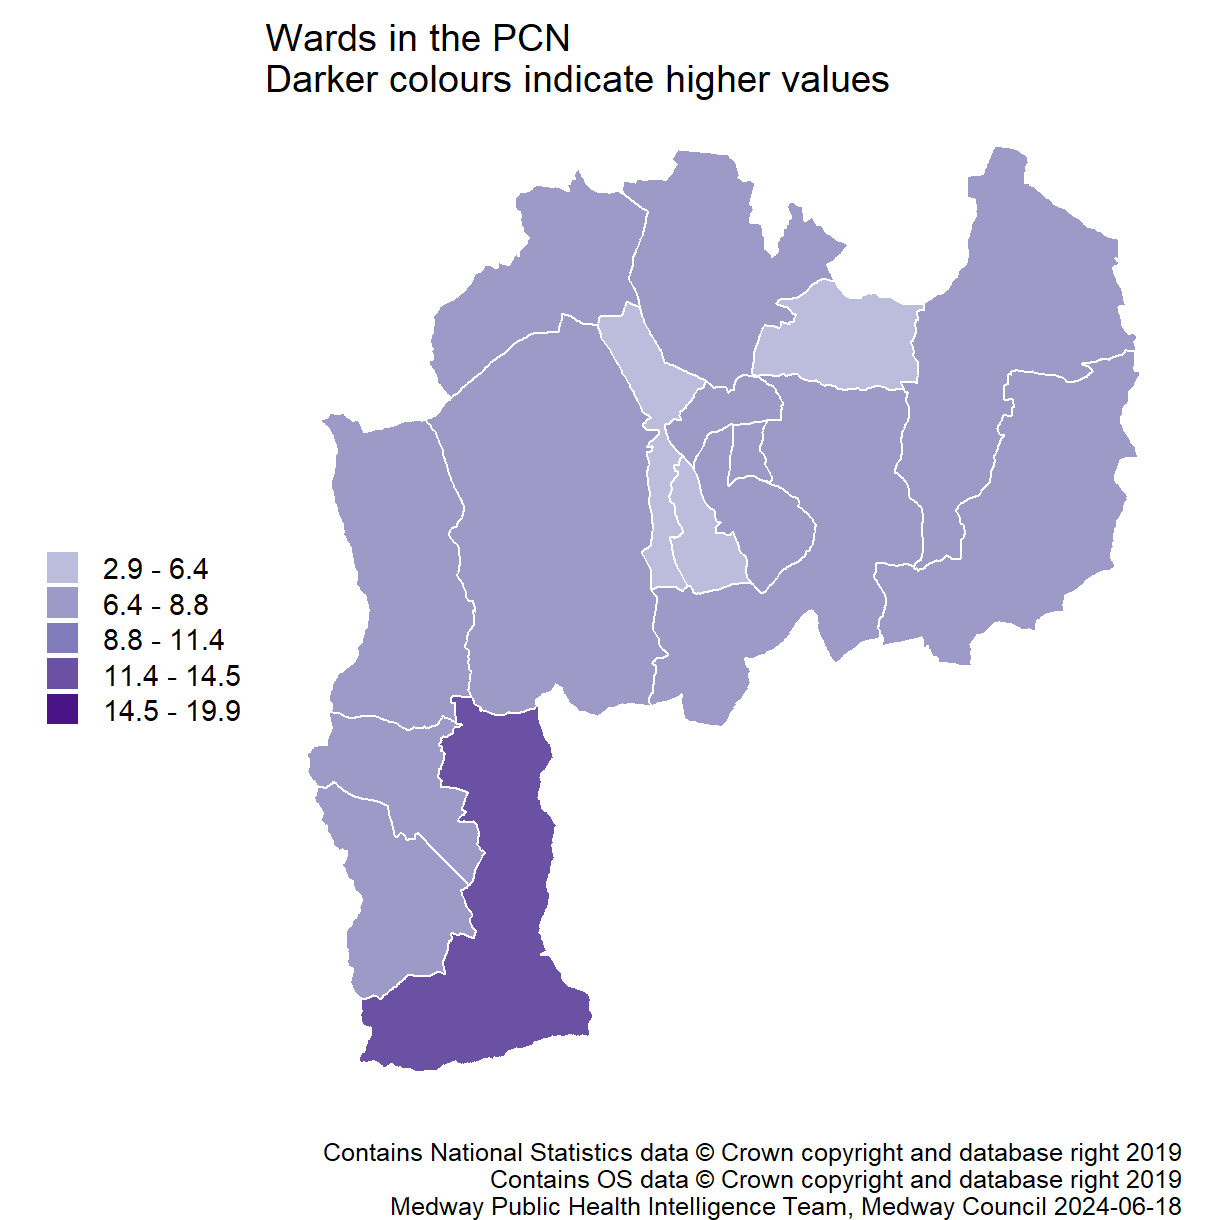 Wards in the PCN
Darker colours indicate higher values
2.9 - 6.4
6.4 - 8.8
8.8 - 11.4
11.4 - 14.5
14.5 - 19.9
Contains National Statistics data © Crown copyright and database right 2019
Contains OS data © Crown copyright and database right 2019
Medway Public Health Intelligence Team, Medway Council 2024-06-18